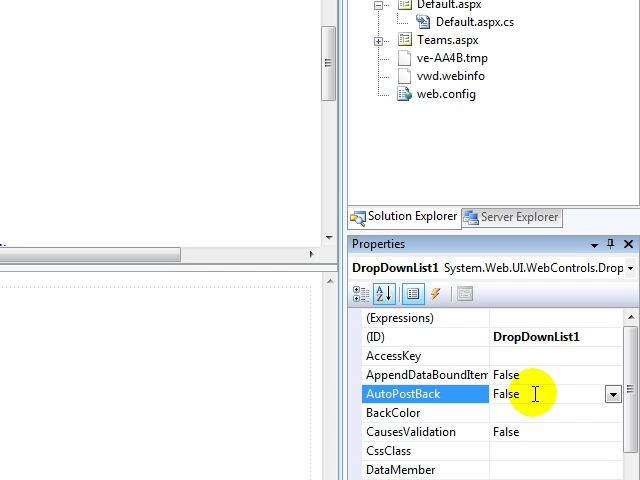 Default.aspx
Default.aspx.cs
Teams.aspx
ve-AA4B.tmp
vwd.webinfo
web.config
Solution Explorer Server Explorer
Properties
DropDownList1 System.Web.UI.WebControls.Drop
(Expressions)
(ID) DropDownList1
AccessKey
AppendDataBoundItem False
AutoPostBack False
BackColor
CausesValidation False
CssClass
DataMember